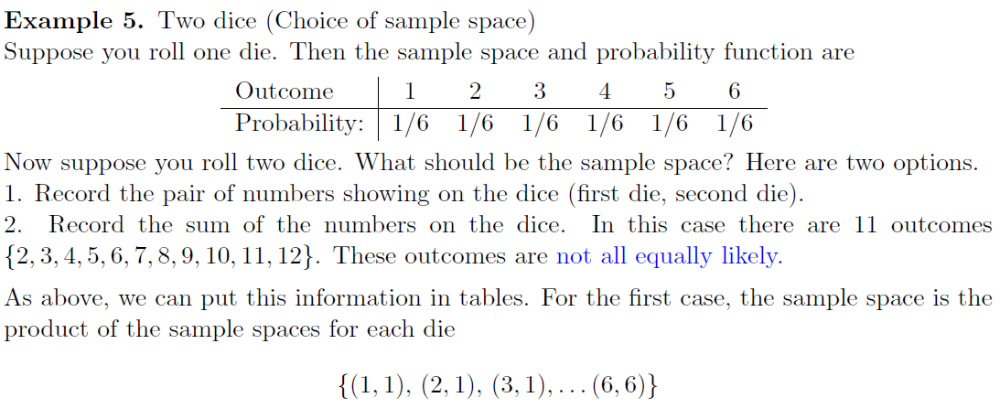 Example 5. Two dice (Choice of sample space)
Suppose you roll one die. Then the sample space and probability function are
Outcome 1 2 3 4 5 6
Probability: 1/6 1/6 1/6 1/6 1/6 1/6
Now suppose you roll two dice. What should be the sample space? Here are two options.
1. Record the pair of numbers showing on the dice (first die, second die).
2. Record the sum of the numbers on the dice. In this case there are 11 outcomes
{2, 3, 4, 5, 6, 7, 8, 9, 10, 11, 12}. These outcomes are not all equally likely.
As above, we can put this information in tables. For the first case, the sample space is the
product of the sample spaces for each die
{(1, 1), (2, 1), (3, 1), . . . (6, 6)}